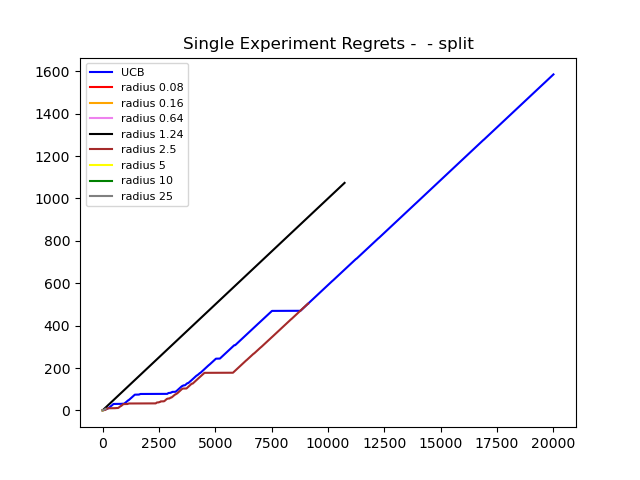 Single Experiment Regrets -  - split
UCB
radius 0.08
radius 0.16
radius 0.64
radius 1.24
radius 2.5
radius 5
radius 10
radius 25
1600
1400
1200
1000
800
600
400
200
0
0 2500 5000 7500 10000 12500 15000 17500 20000